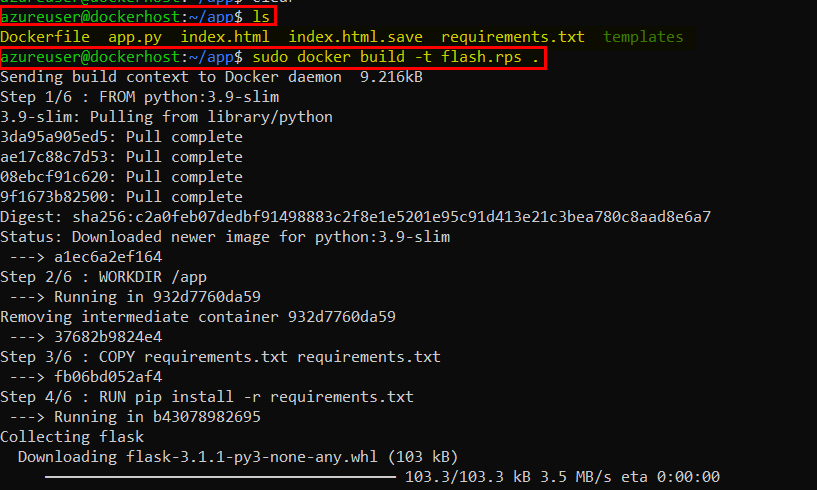 azureuser@dockerhost:~/app$ clear
azureuser@dockerhost:~/app$ ls
Dockerfile app.py index.html index.html.save requirements.txt templates
azureuser@dockerhost:~/app$ sudo docker build -t flash.rps .
Sending build context to Docker daemon 9.216kB
Step 1/6 : FROM python:3.9-slim
3.9-slim: Pulling from library/python
3da95a905ed5: Pull complete
ae17c88c7d53: Pull complete
08ebcf91c620: Pull complete
9f1673b82500: Pull complete
Digest: sha256:c2a0feb07dedbf91498883c2f8e1e5201e95c91d413e21c3bea780c8aad8e6a7
Status: Downloaded newer image for python:3.9-slim
---> a1ec6a2ef164
Step 2/6 : WORKDIR /app
---> Running in 932d7760da59
Removing intermediate container 932d7760da59
---> 37682b9824e4
Step 3/6 : COPY requirements.txt requirements.txt
---> fb06bd052af4
Step 4/6 : RUN pip install -r requirements.txt
---> Running in b43078982695
Collecting flask
Downloading flask-3.1.1-py3-none-any.whl (103 kB)
103.3/103.3 kB 3.5 MB/s eta 0:00:00